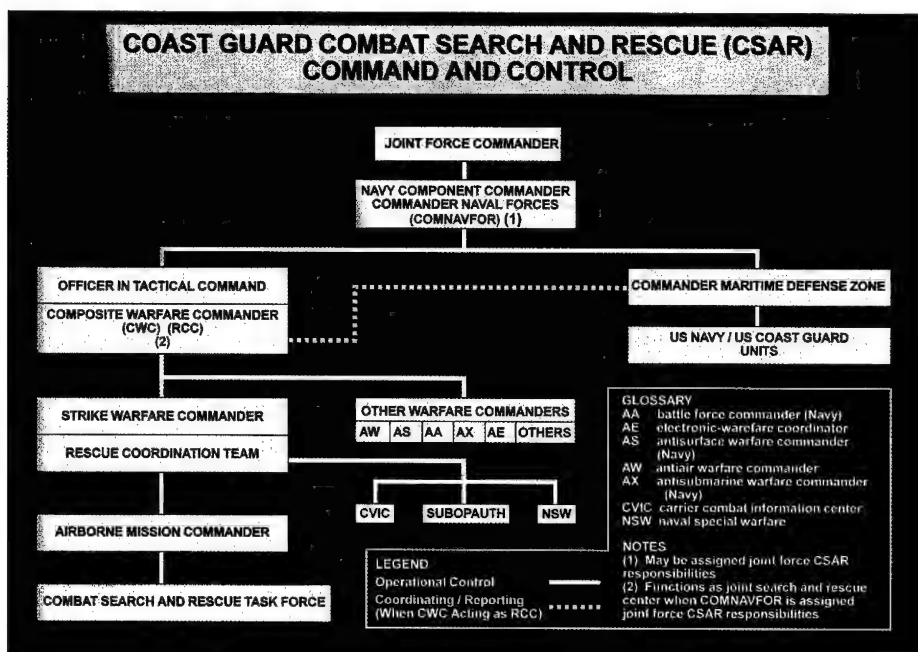 COAST GUARD COMBAT SEARCH AND RESCUE (CSAR)
COMMAND AND CONTROL
JOINT FORCE COMMANDER
NAVY COMPONENT COMMANDER
COMMANDER NAVAL FORCES
(COMNAVFOR) (1)
OFFICER IN TACTICAL COMMAND
COMPOSITE WARFARE COMMANDER
(CWC) (RCC)
(2)
COMMANDER MARITIME DEFENSE ZONE
US NAVY / US COAST GUARD
UNITS
STRIKE WARFARE COMMANDER
RESCUE COORDINATION TEAM
OTHER WARFARE COMMANDERS
AW AS AA AX AE OTHERS
CVIC SUBOPAUTH NSW
AIRBORNE MISSION COMMANDER
COMBAT SEARCH AND RESCUE TASK FORCE
LEGEND
Operational Control
Coordinating / Reporting
(When CWC Acting as RCC)
GLOSSARY
AA battle force commander (Navy)
AE electronic-warefare coordinator
AS antisurface warfare commander
(Navy)
AW antiair warfare commander
AX antisubmarine warfare commander
(Navy)
CVIC carrier combat information center
NSW naval special warfare
NOTES
(1) May be assigned joint force CSAR
responsibilities
(2) Functions as joint search and rescue
center when COMNAVFOR is assigned
joint force CSAR responsibilities